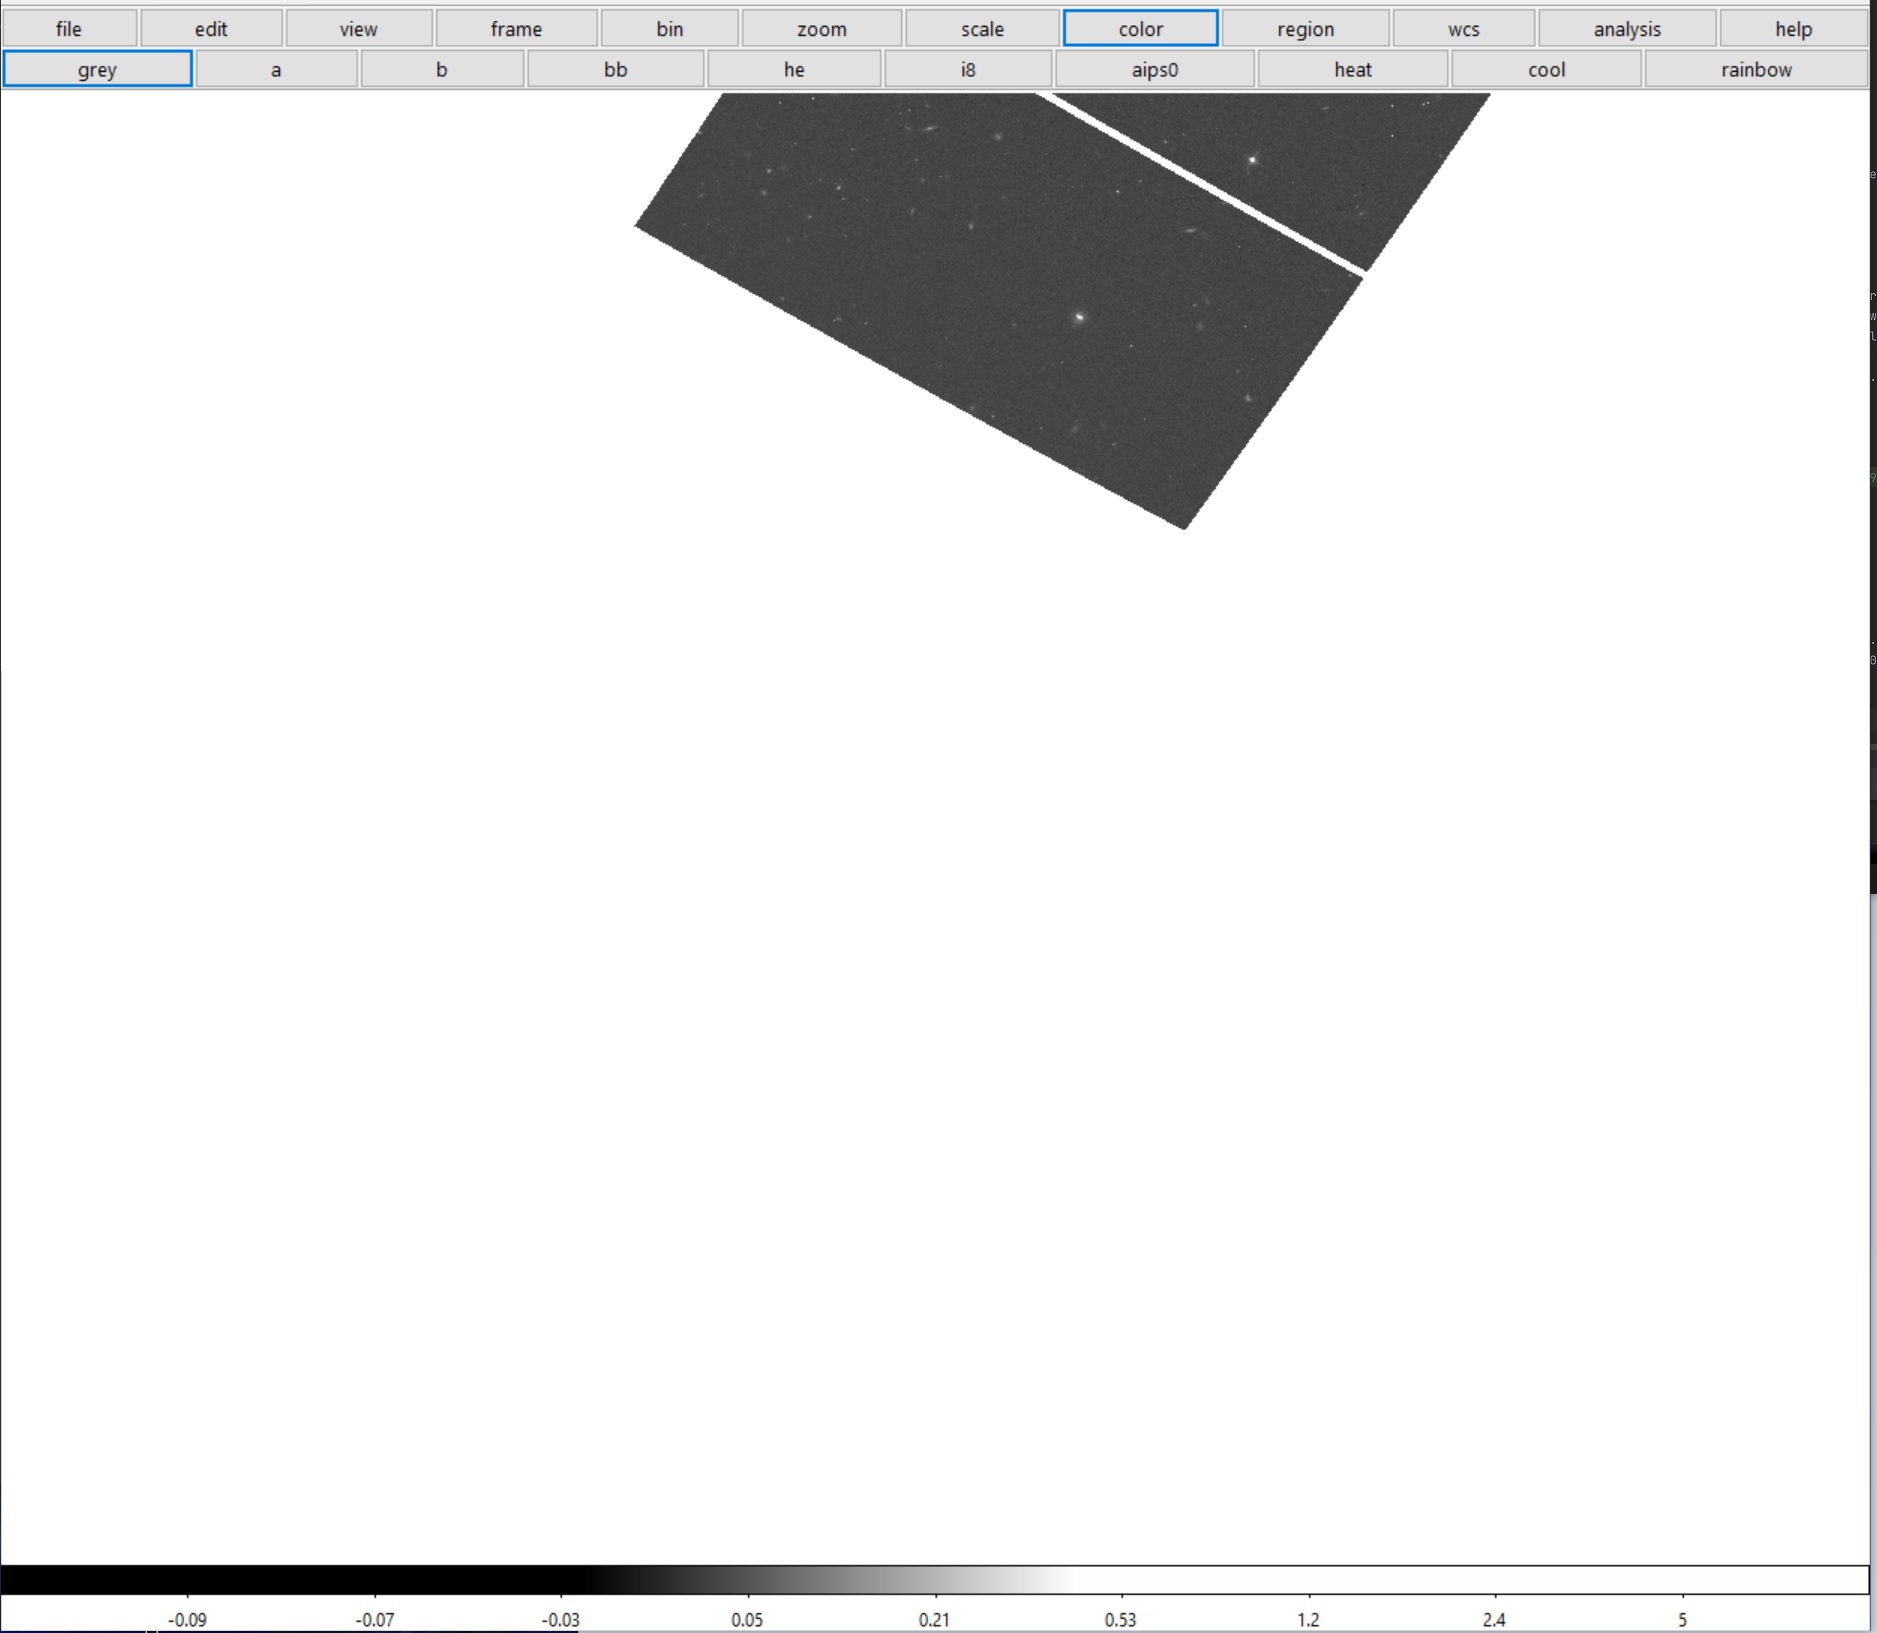 file edit view frame bin zoom scale color region wcs analysis help
grey a b bb he i8 aips0 heat cool rainbow
-0.09 -0.07 -0.03 0.05 0.21 0.53 1.2 2.4 5